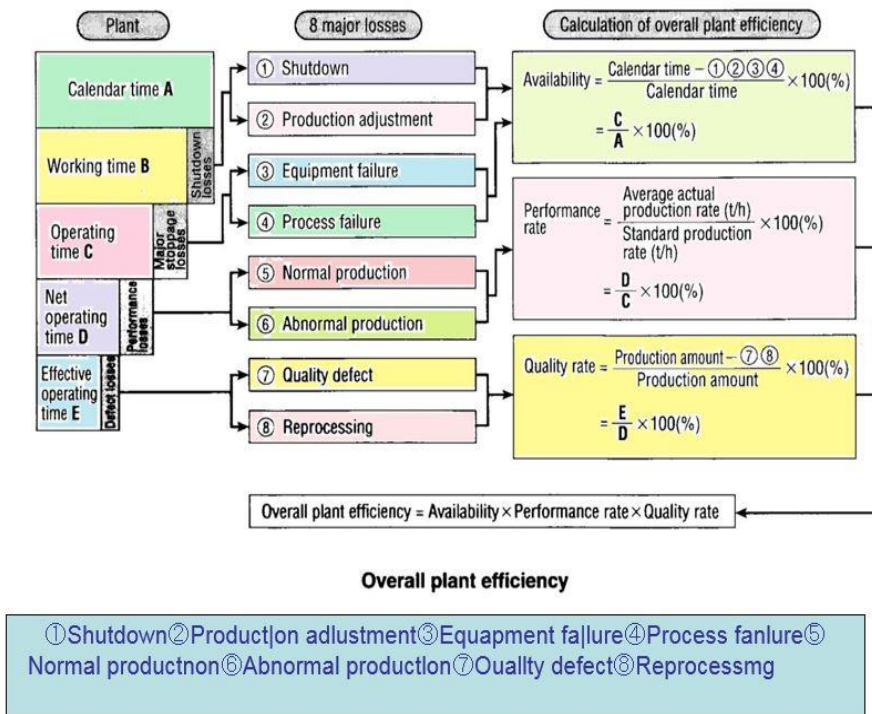 Plant
8 major losses
Calculation of overall plant efficiency
Calendar time A
Working time B
Shutdown
losses
Operating
time C
Major
stoppage
losses
Net
operating
time D
Performance
losses
Effective
operating
time E
Defect losses
① Shutdown
② Production adjustment
③ Equipment failure
④ Process failure
⑤ Normal production
⑥ Abnormal production
⑦ Quality defect
⑧ Reprocessing
Availability = Calendar time – ①②③④ / Calendar time ×100(%)
= C / A ×100(%)
Performance
rate = Average actual
production rate (t/h) / Standard production
rate (t/h) ×100(%)
= D / C ×100(%)
Quality rate = Production amount – ⑦⑧ / Production amount ×100(%)
= E / D ×100(%)
Overall plant efficiency = Availability × Performance rate × Quality rate
Overall plant efficiency
①Shutdown②Product|on adlustment③Equapment fa|lure④Process fanlure⑤
Normal productnon⑥Abnormal productlon⑦Ouallty defect⑧Reprocessmg